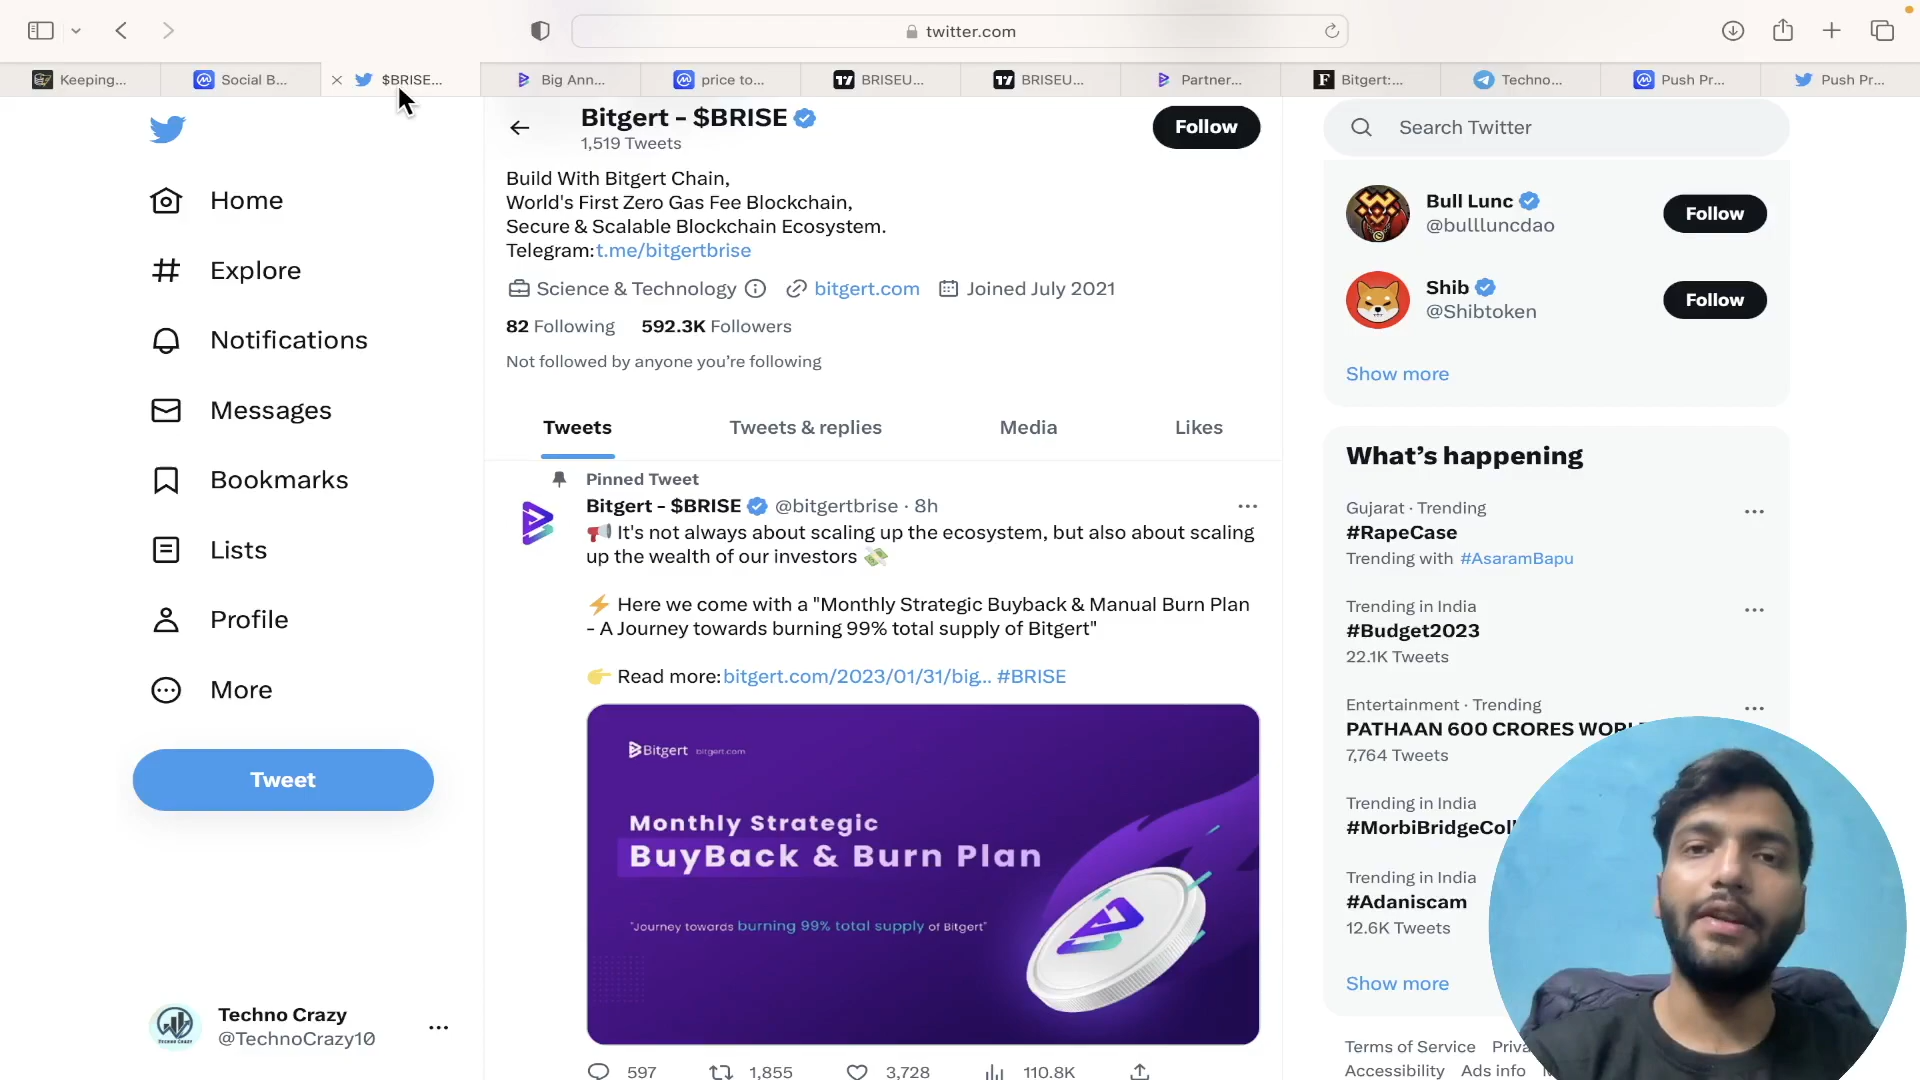 twitter.com
Keeping...
Social B...
$BRISE...
Big Ann...
price to...
BRISEU...
BRISEU...
Partner...
Bitgert:...
Techno...
Push Pr...
Push Pr...
Home
Explore
Notifications
Messages
Bookmarks
Lists
Profile
More
Tweet
Techno Crazy
@TechnoCrazy10
Bitgert - $BRISE
1,519 Tweets
Follow
Build With Bitgert Chain,
World's First Zero Gas Fee Blockchain,
Secure & Scalable Blockchain Ecosystem.
Telegram:t.me/bitgertbrise
Science & Technology bitgert.com Joined July 2021
82 Following 592.3K Followers
Not followed by anyone you’re following
Tweets Tweets & replies Media Likes
Pinned Tweet
Bitgert - $BRISE @bitgertbrise · 8h
📢 It's not always about scaling up the ecosystem, but also about scaling
up the wealth of our investors 💸
⚡ Here we come with a "Monthly Strategic Buyback & Manual Burn Plan
- A Journey towards burning 99% total supply of Bitgert"
👉 Read more:bitgert.com/2023/01/31/big... #BRISE
Bitgert bitgert.com
Monthly Strategic
BuyBack & Burn Plan
"Journey towards burning 99% total supply of Bitgert"
597 1,855 3,728 110.8K
Search Twitter
Bull Lunc
@bullluncdao
Follow
Shib
@Shibtoken
Follow
Show more
What’s happening
Gujarat · Trending
#RapeCase
Trending with #AsaramBapu
Trending in India
#Budget2023
22.1K Tweets
Entertainment · Trending
PATHAAN 600 CRORES
7,764 Tweets
Trending in India
Trending in India
#Adaniscam
12.6K Tweets
Show more
Terms of Service
Accessibility Ads info